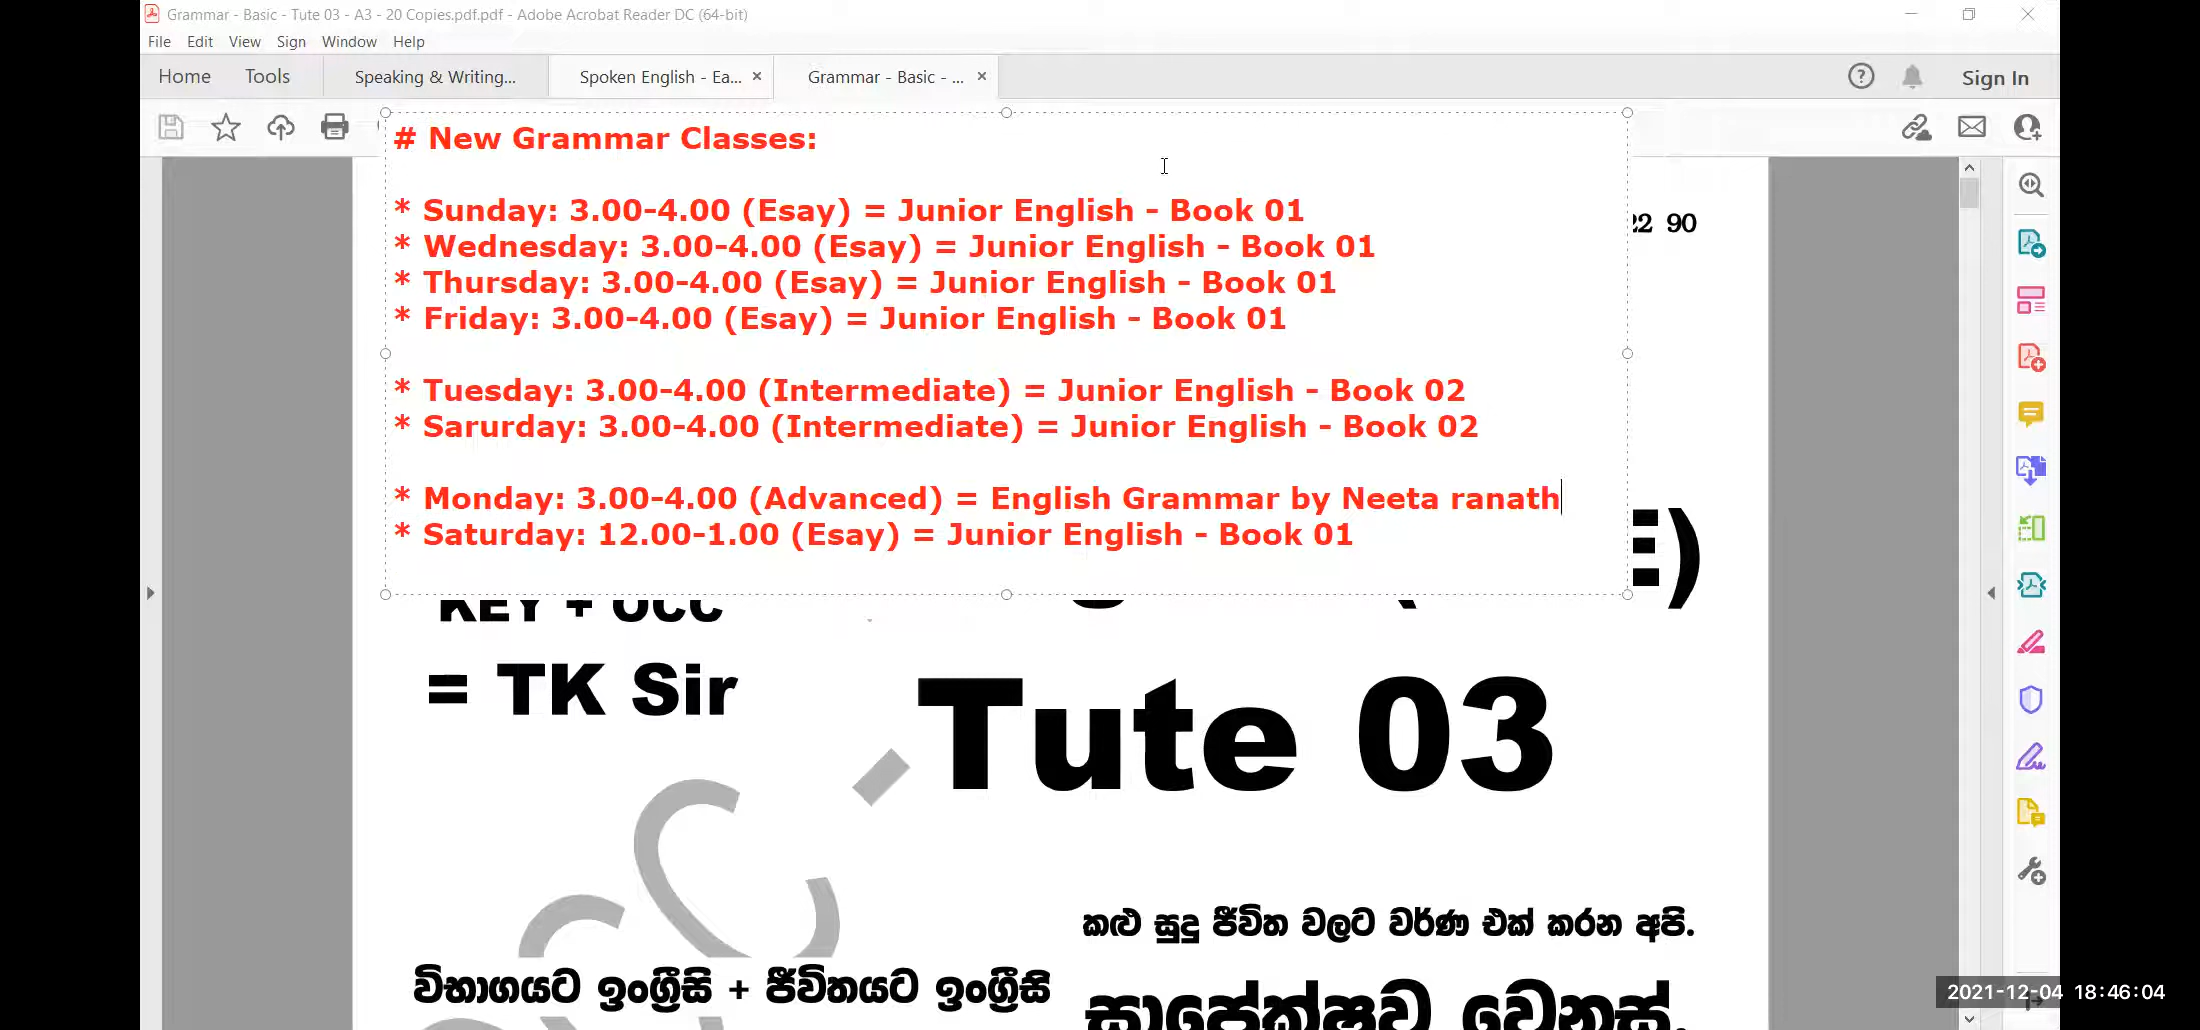 Grammar - Basic - Tute 03 - A3 - 20 Copies.pdf.pdf - Adobe Acrobat Reader DC (64-bit)
File Edit View Sign Window Help
Home Tools Speaking & Writing... Spoken English - Ea... × Grammar - Basic - ... × Sign In
# New Grammar Classes:
* Sunday: 3.00-4.00 (Esay) = Junior English - Book 01
22 90
* Wednesday: 3.00-4.00 (Esay) = Junior English - Book 01
* Thursday: 3.00-4.00 (Esay) = Junior English - Book 01
* Friday: 3.00-4.00 (Esay) = Junior English - Book 01
* Tuesday: 3.00-4.00 (Intermediate) = Junior English - Book 02
* Sarurday: 3.00-4.00 (Intermediate) = Junior English - Book 02
* Monday: 3.00-4.00 (Advanced) = English Grammar by Neeta ranath
* Saturday: 12.00-1.00 (Esay) = Junior English - Book 01
E)
KEY + OCC
= TK Sir
Tute 03
කළු සුදු ජීවිත වලට වර්ණ එක් කරන අපි.
විභාගයට ඉංග්‍රීසි + ජීවිතයට ඉංග්‍රීසි
සාපේක්ෂව වෙනස්.
2021-12-04 18:46:04